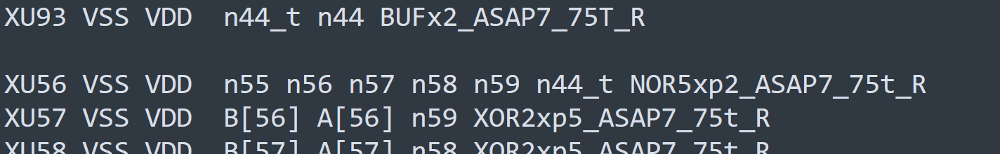 XU93 VSS VDD  n44_t n44 BUFx2_ASAP7_75T_R
XU56 VSS VDD  n55 n56 n57 n58 n59 n44_t NOR5xp2_ASAP7_75t_R
XU57 VSS VDD  B[56] A[56] n59 XOR2xp5_ASAP7_75t_R
XU58 VSS VDD  B[57] A[57] n58 XOR2xp5_ASAP7_75t_R